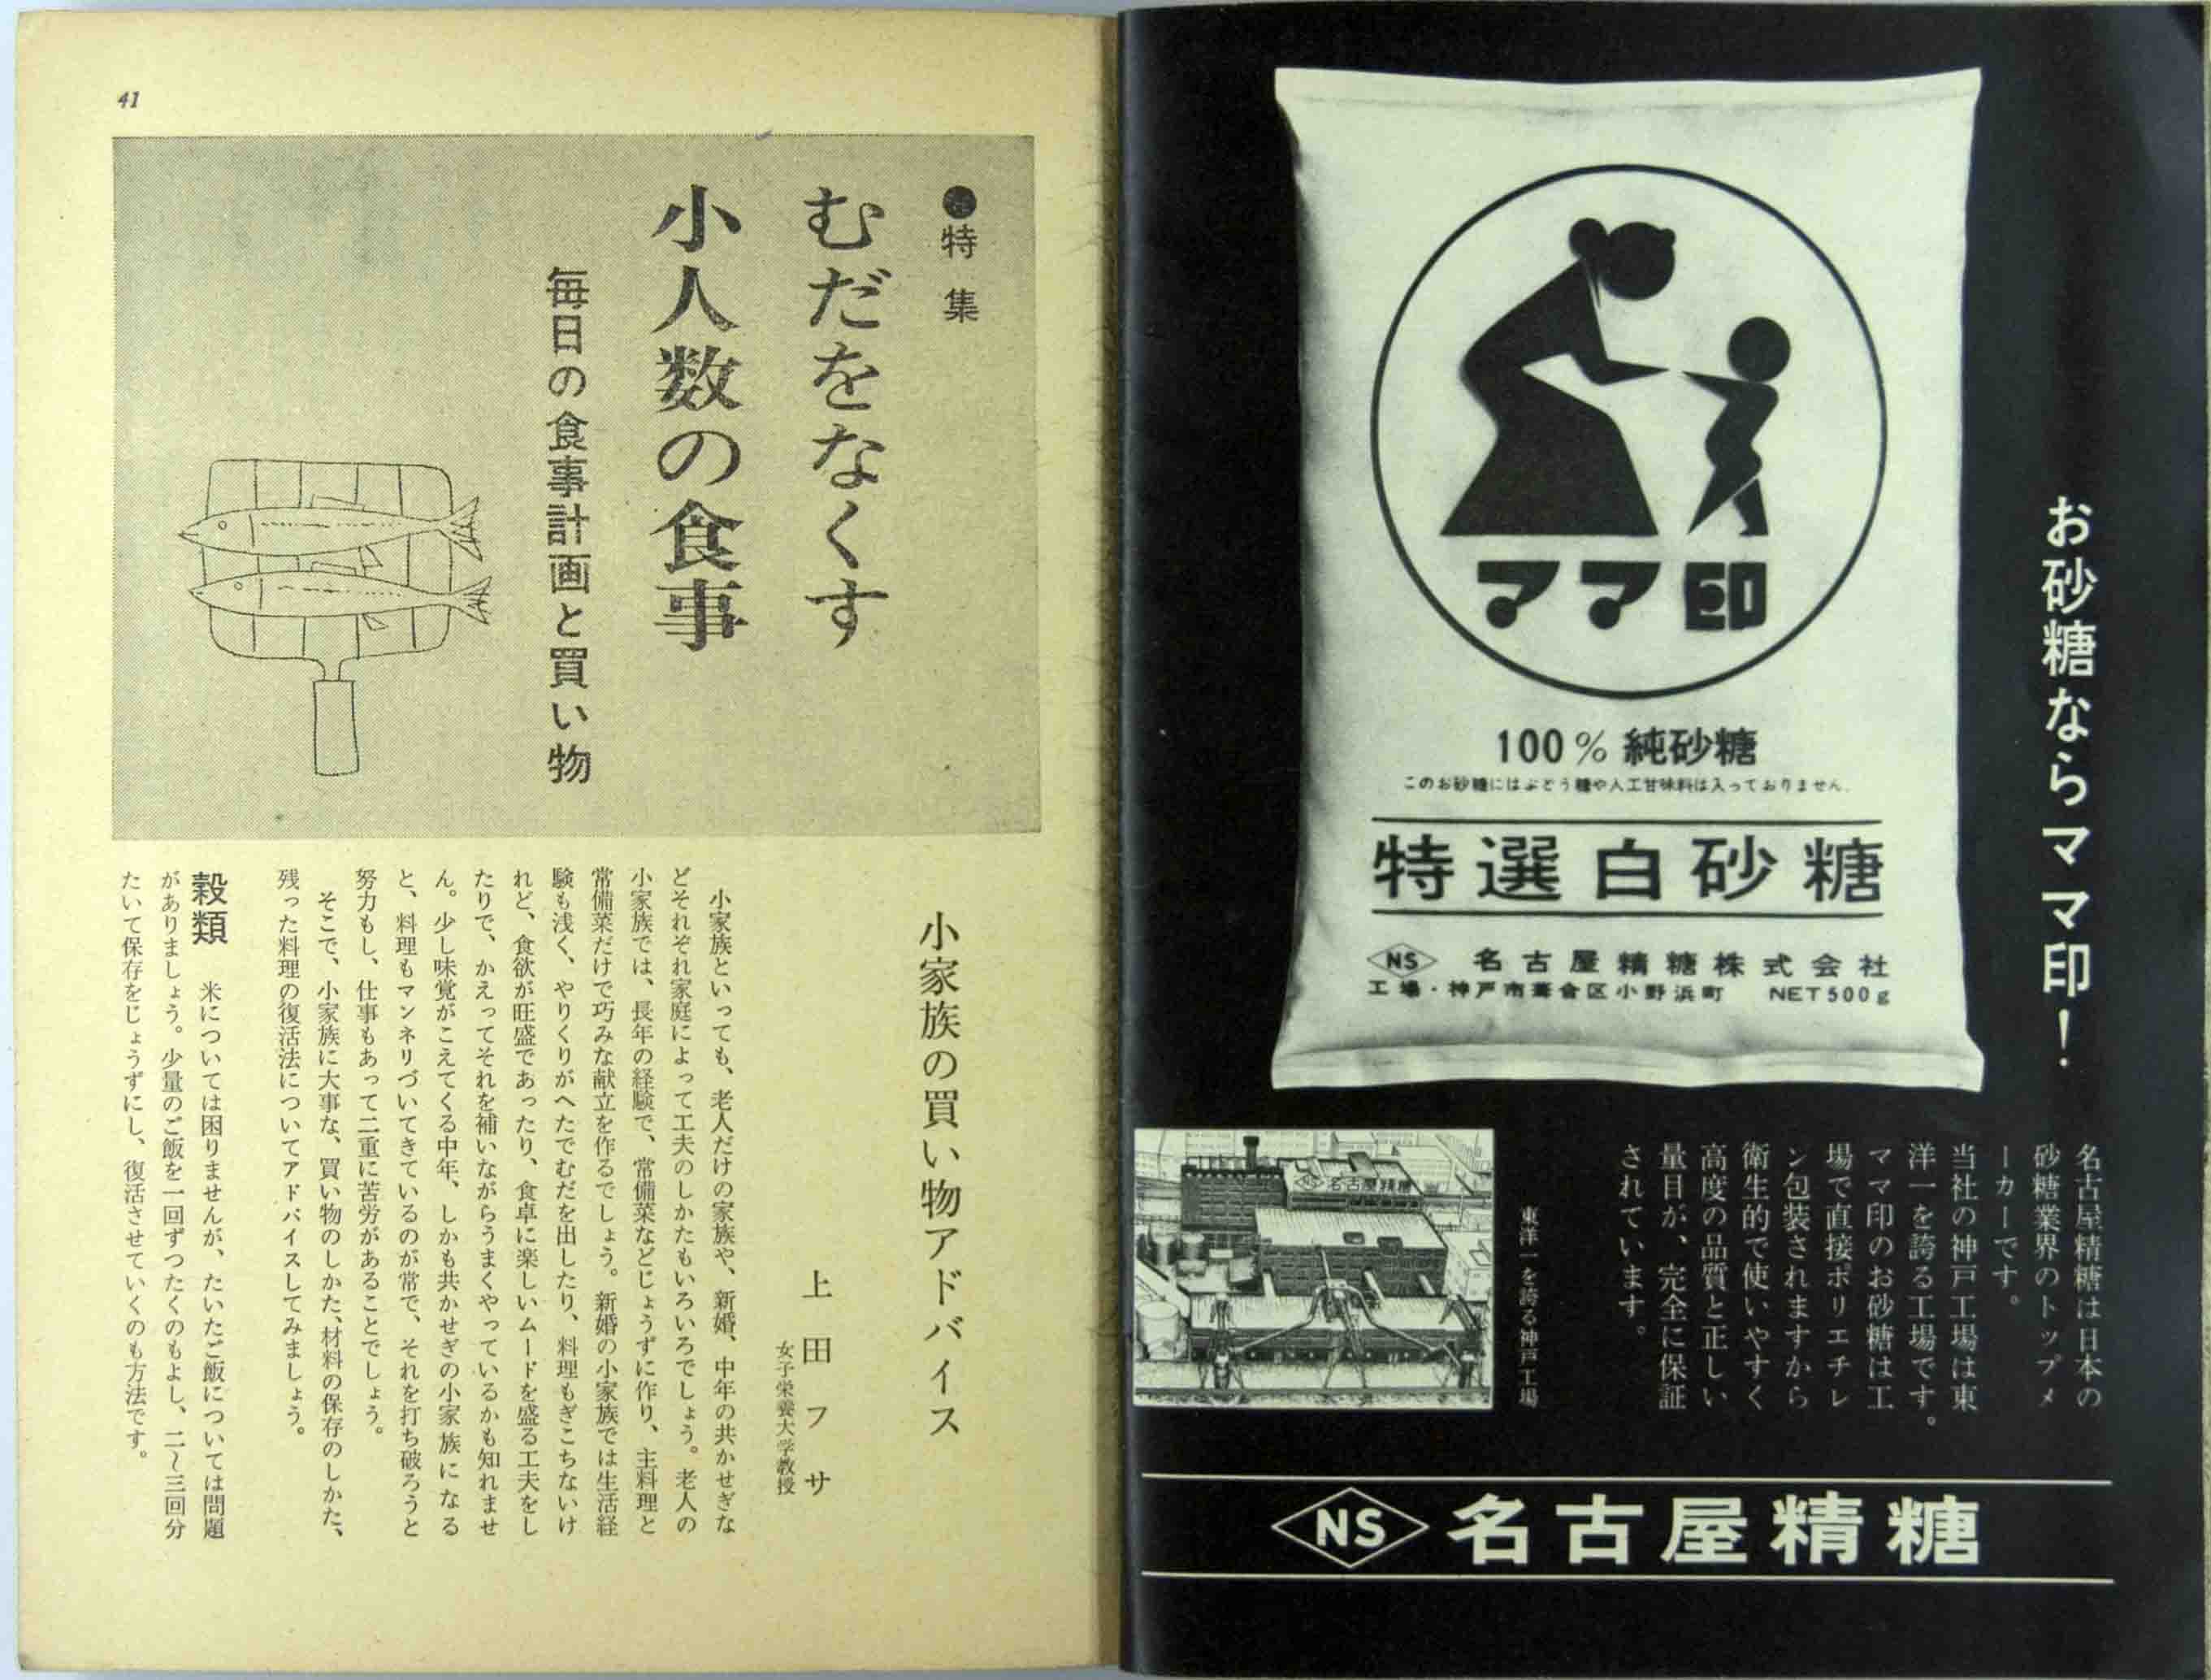 お砂糖ならママ印!
ママ印
100% 純砂糖
このお砂糖にはぶどう糖や人工甘味料は入っておりません.
特選白砂糖
NS 名古屋精糖株式会社
工場・神戸市葺合区小野浜町 NET 500g
名古屋精糖は日本の
砂糖業界のトップメ
ーカーです。
当社の神戸工場は東
洋一を誇る工場です。
ママ印のお砂糖は工
場で直接ポリエチレ
ン包装されますから
衛生的で使いやすく
高度の品質と正しい
量目が、完全に保証
されています。
東洋一を誇る神戸工場
NS 名古屋精糖
NS 名古屋精糖
41
●特集
むだをなくす
小人数の食事
毎日の食事計画と買い物
小家族の買い物アドバイス
上田フサ
女子栄養大学教授
小家族といっても、老人だけの家族や、新婚、中年の共かせぎな
どそれぞれ家庭によって工夫のしかたもいろいろでしょう。老人の
小家族では、長年の経験で、常備菜などじょうずに作り、主料理と
常備菜だけで巧みな献立を作るでしょう。新婚の小家族では生活経
験も浅く、やりくりがへたでむだを出したり、料理もぎこちないけ
れど、食欲が旺盛であったり、食卓に楽しいムードを盛る工夫をし
たりで、かえってそれを補いながらうまくやっているかも知れませ
ん。少し味覚がこえてくる中年、しかも共かせぎの小家族になる
と、料理もマンネリづいてきているのが常で、それを打ち破ろうと
努力もし、仕事もあって二重に苦労があることでしょう。
そこで、小家族に大事な、買い物のしかた、材料の保存のしかた、
残った料理の復活法についてアドバイスしてみましょう。
穀類 米については困りませんが、たいたご飯については問題
がありましょう。少量のご飯を一回ずつたくのもよし、二〜三回分
たいて保存をじょうずにし、復活させていくのも方法です。